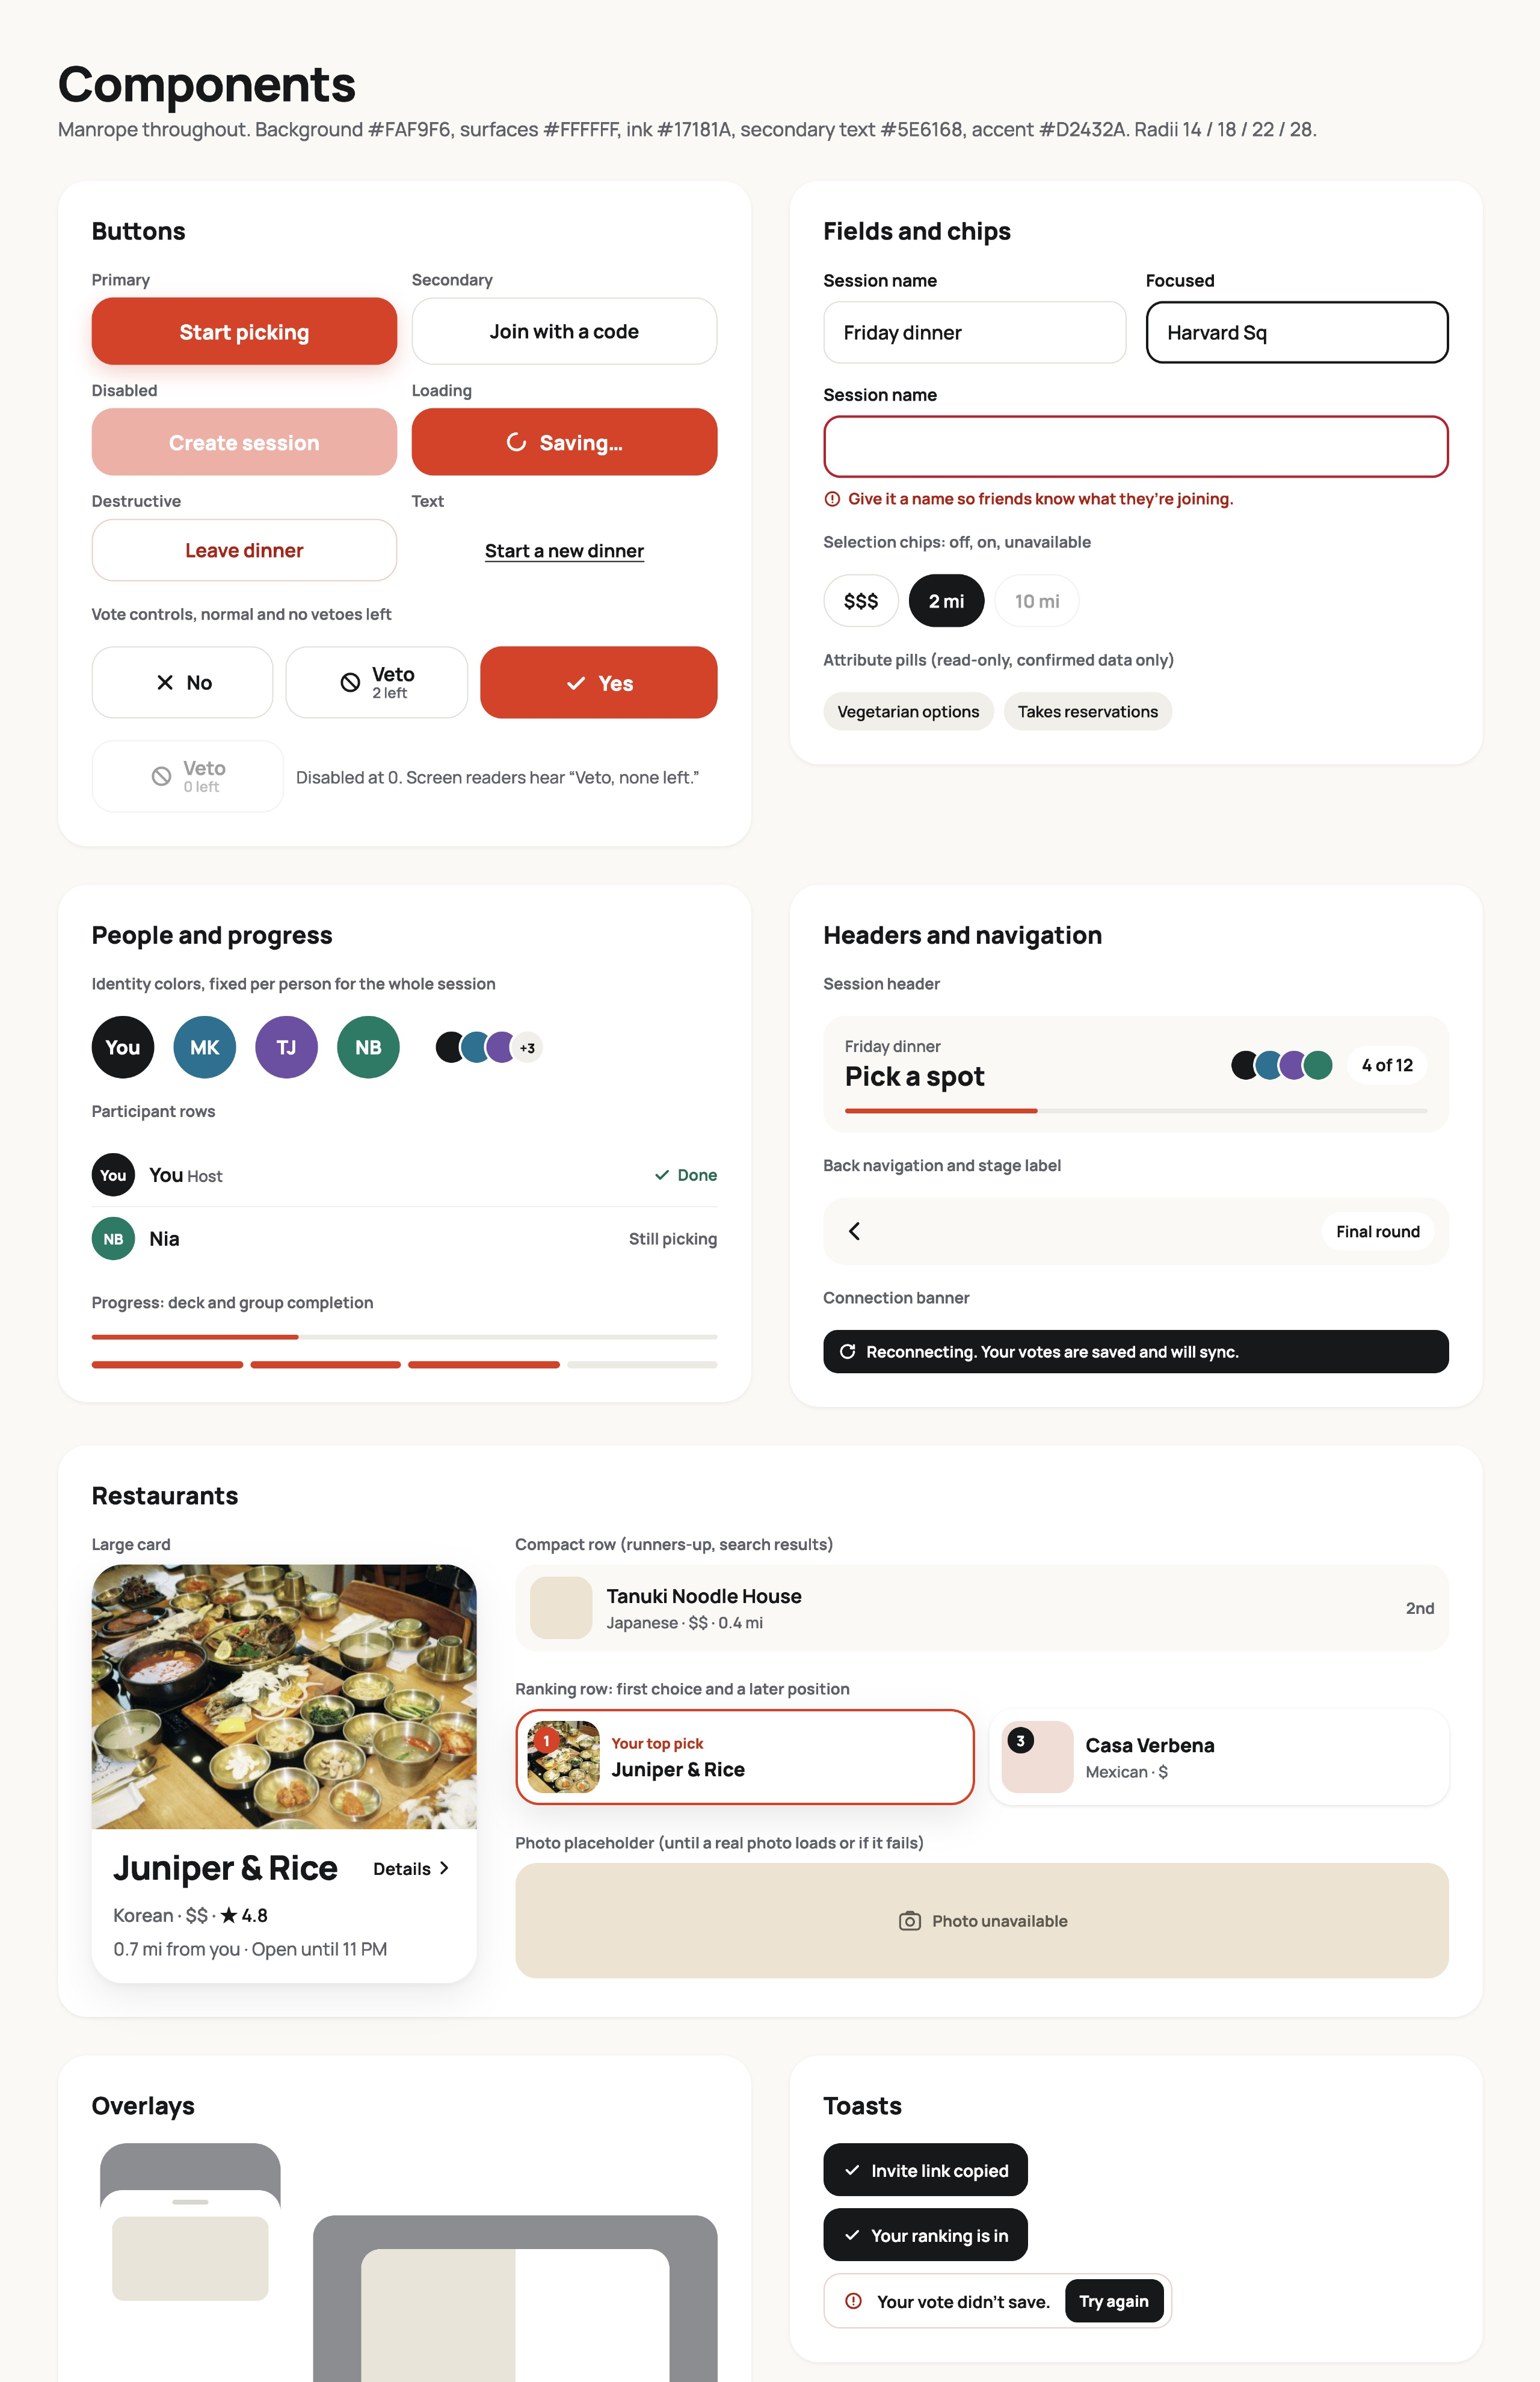 Components
Manrope throughout. Background #FAF9F6, surfaces #FFFFFF, ink #17181A, secondary text #5E6168, accent #D2432A. Radii 14 / 18 / 22 / 28.
Buttons
Primary
Secondary
Start picking
Join with a code
Disabled
Loading
Create session
Saving...
Destructive
Text
Leave dinner
Start a new dinner
Vote controls, normal and no vetoes left
No
Veto
2 left
Yes
Veto
0 left
Disabled at 0. Screen readers hear “Veto, none left.”
Fields and chips
Session name
Focused
Friday dinner
Harvard Sq
Session name
Give it a name so friends know what they’re joining.
Selection chips: off, on, unavailable
$$$
2 mi
10 mi
Attribute pills (read-only, confirmed data only)
Vegetarian options
Takes reservations
People and progress
Identity colors, fixed per person for the whole session
You
MK
TJ
NB
+3
Participant rows
You
You Host
Done
NB
Nia
Still picking
Progress: deck and group completion
Headers and navigation
Session header
Friday dinner
Pick a spot
4 of 12
Back navigation and stage label
Final round
Connection banner
Reconnecting. Your votes are saved and will sync.
Restaurants
Large card
Juniper & Rice
Details
Korean · $$ · ★ 4.8
0.7 mi from you · Open until 11 PM
Compact row (runners-up, search results)
Tanuki Noodle House
Japanese · $$ · 0.4 mi
2nd
Ranking row: first choice and a later position
1
Your top pick
Juniper & Rice
3
Casa Verbena
Mexican · $
Photo placeholder (until a real photo loads or if it fails)
Photo unavailable
Overlays
Toasts
Invite link copied
Your ranking is in
Your vote didn’t save.
Try again